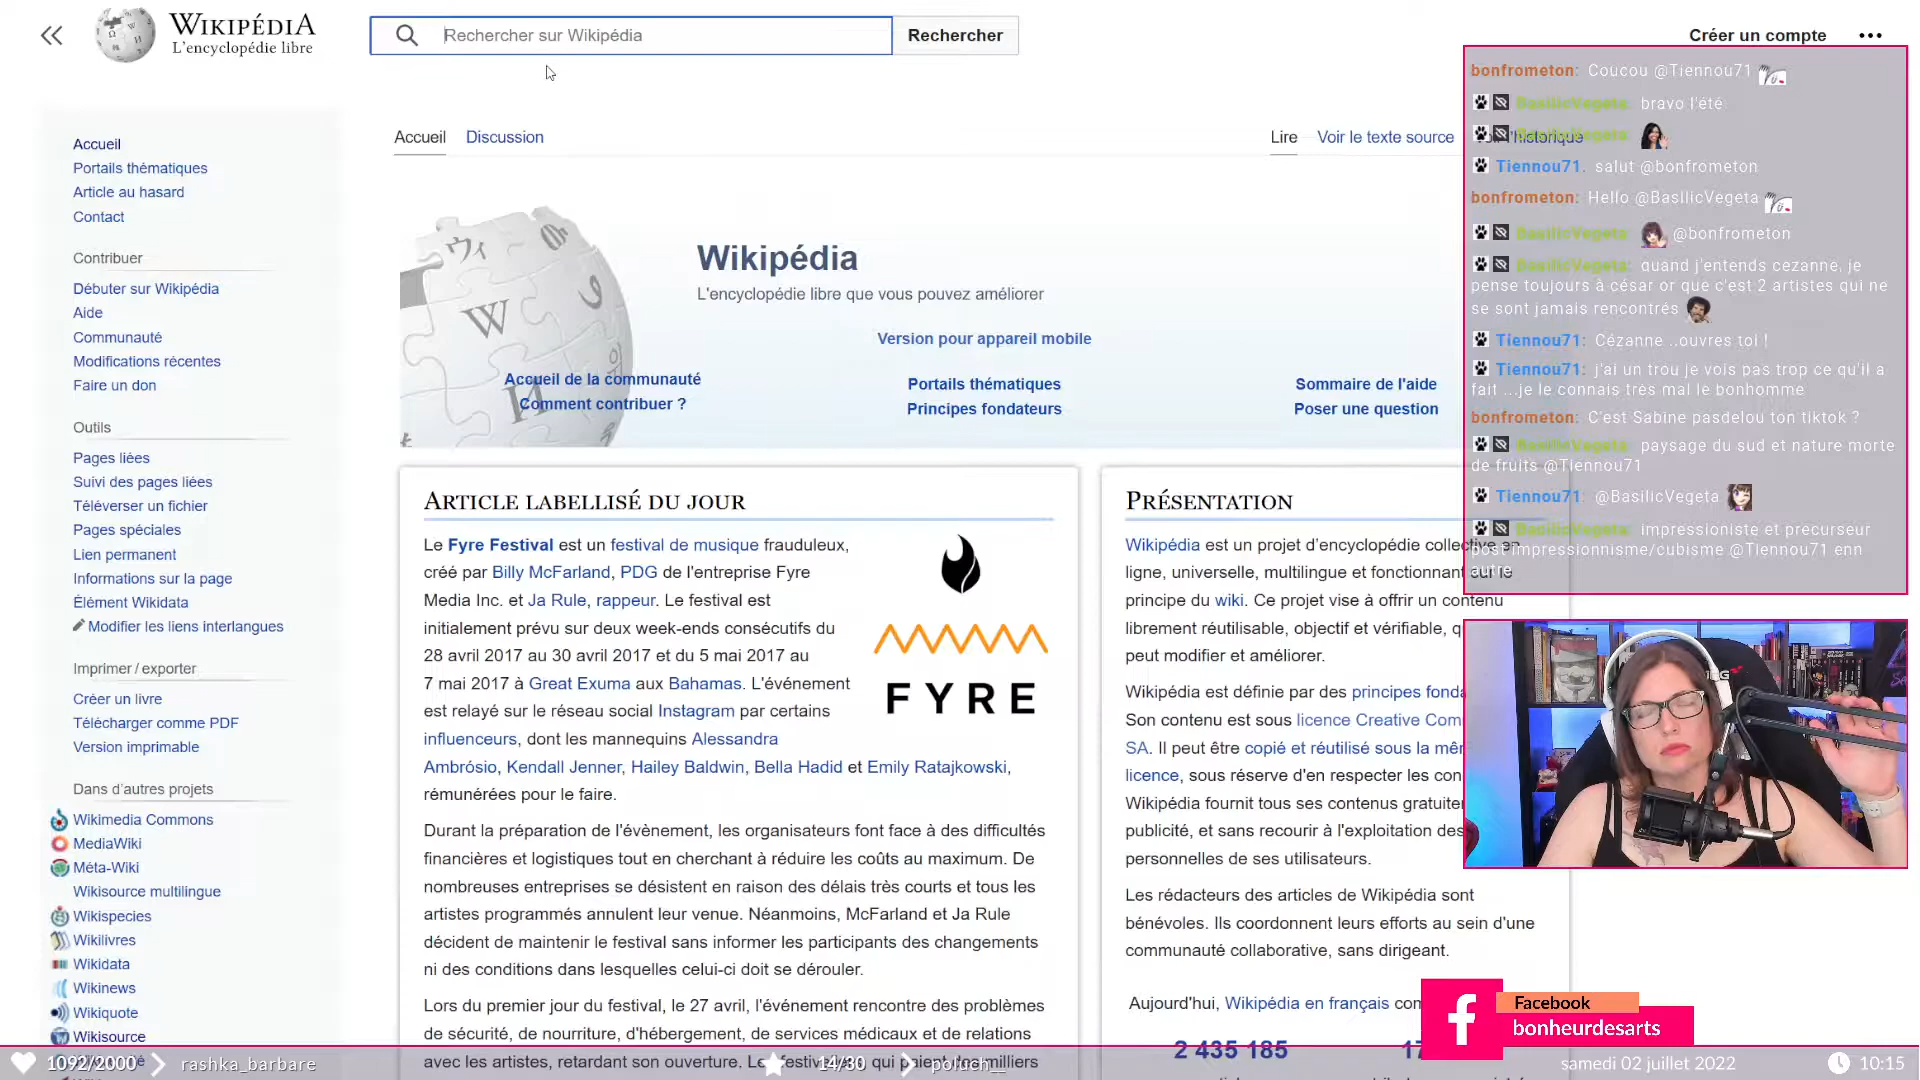 WIKIPÉDIA
L'encyclopédie libre
Rechercher sur Wikipédia
Rechercher
Créer un compte
Accueil
Portails thématiques
Article au hasard
Contact
Contribuer
Débuter sur Wikipédia
Aide
Communauté
Modifications récentes
Faire un don
Outils
Pages liées
Suivi des pages liées
Téléverser un fichier
Pages spéciales
Lien permanent
Informations sur la page
Élément Wikidata
Modifier les liens interlangues
Imprimer / exporter
Créer un livre
Télécharger comme PDF
Version imprimable
Dans d'autres projets
Wikimedia Commons
MediaWiki
Méta-Wiki
Wikisource multilingue
Wikispecies
Wikilivres
Wikidata
Wikinews
Wikiquote
Wikisource
Accueil Discussion
Lire Voir le texte source
Wikipédia
L'encyclopédie libre que vous pouvez améliorer
Version pour appareil mobile
Accueil de la communauté
Comment contribuer ?
Portails thématiques
Principes fondateurs
Sommaire de l'aide
Poser une question
ARTICLE LABELLISÉ DU JOUR
Le Fyre Festival est un festival de musique frauduleux,
créé par Billy McFarland, PDG de l'entreprise Fyre
Media Inc. et Ja Rule, rappeur. Le festival est
initialement prévu sur deux week-ends consécutifs du
28 avril 2017 au 30 avril 2017 et du 5 mai 2017 au
7 mai 2017 à Great Exuma aux Bahamas. L'événement
est relayé sur le réseau social Instagram par certains
influenceurs, dont les mannequins Alessandra
Ambrósio, Kendall Jenner, Hailey Baldwin, Bella Hadid et Emily Ratajkowski,
rémunérées pour le faire.
FYRE
Durant la préparation de l'évènement, les organisateurs font face à des difficultés
financières et logistiques tout en cherchant à réduire les coûts au maximum. De
nombreuses entreprises se désistent en raison des délais très courts et tous les
artistes programmés annulent leur venue. Néanmoins, McFarland et Ja Rule
décident de maintenir le festival sans informer les participants des changements
ni des conditions dans lesquelles celui-ci doit se dérouler.
Lors du premier jour du festival, le 27 avril, l'événement rencontre des problèmes
de sécurité, de nourriture, d'hébergement, de services médicaux et de relations
avec les artistes, retardant son ouverture. Le festival qui milliers
PRÉSENTATION
Wikipédia est un projet d'encyclopédie collective en
ligne, universelle, multilingue et fonctionnant sur le
principe du wiki. Ce projet vise à offrir un contenu
librement réutilisable, objectif et vérifiable, q
peut modifier et améliorer.
Wikipédia est définie par des principes fonda
Son contenu est sous licence Creative Com
SA. Il peut être copié et réutilisé sous la mêm
licence, sous réserve d'en respecter les con
Wikipédia fournit tous ses contenus gratuitem
publicité, et sans recourir à l'exploitation des
personnelles de ses utilisateurs.
Les rédacteurs des articles de Wikipédia sont
bénévoles. Ils coordonnent leurs efforts au sein d'une
communauté collaborative, sans dirigeant.
Aujourd'hui, Wikipédia en français con
2 435 185
bonfrometon: Coucou @Tiennou71
BasilicVegeta: bravo l'été
BasilicVegeta: l'historique
Tiennou71: salut @bonfrometon
bonfrometon: Hello @BasilicVegeta
BasilicVegeta: @bonfrometon
BasilicVegeta: quand j'entends cezanne, je
pense toujours à césar or que c'est 2 artistes qui ne
se sont jamais rencontrés
Tiennou71: Cézanne ..ouvres toi !
Tiennou71: j'ai un trou je vois pas trop ce qu'il a
fait ...je le connais très mal le bonhomme
bonfrometon: C'est Sabine pasdelou ton tiktok ?
BasilicVegeta: paysage du sud et nature morte
de fruits @Tiennou71
Tiennou71: @BasilicVegeta
BasilicVegeta: impressioniste et precurseur
post impressionnisme/cubisme @Tiennou71 enn
autre
Facebook
bonheurdesarts
1092/2000 rashka_barbare
14/80
samedi 02 juillet 2022 10:15